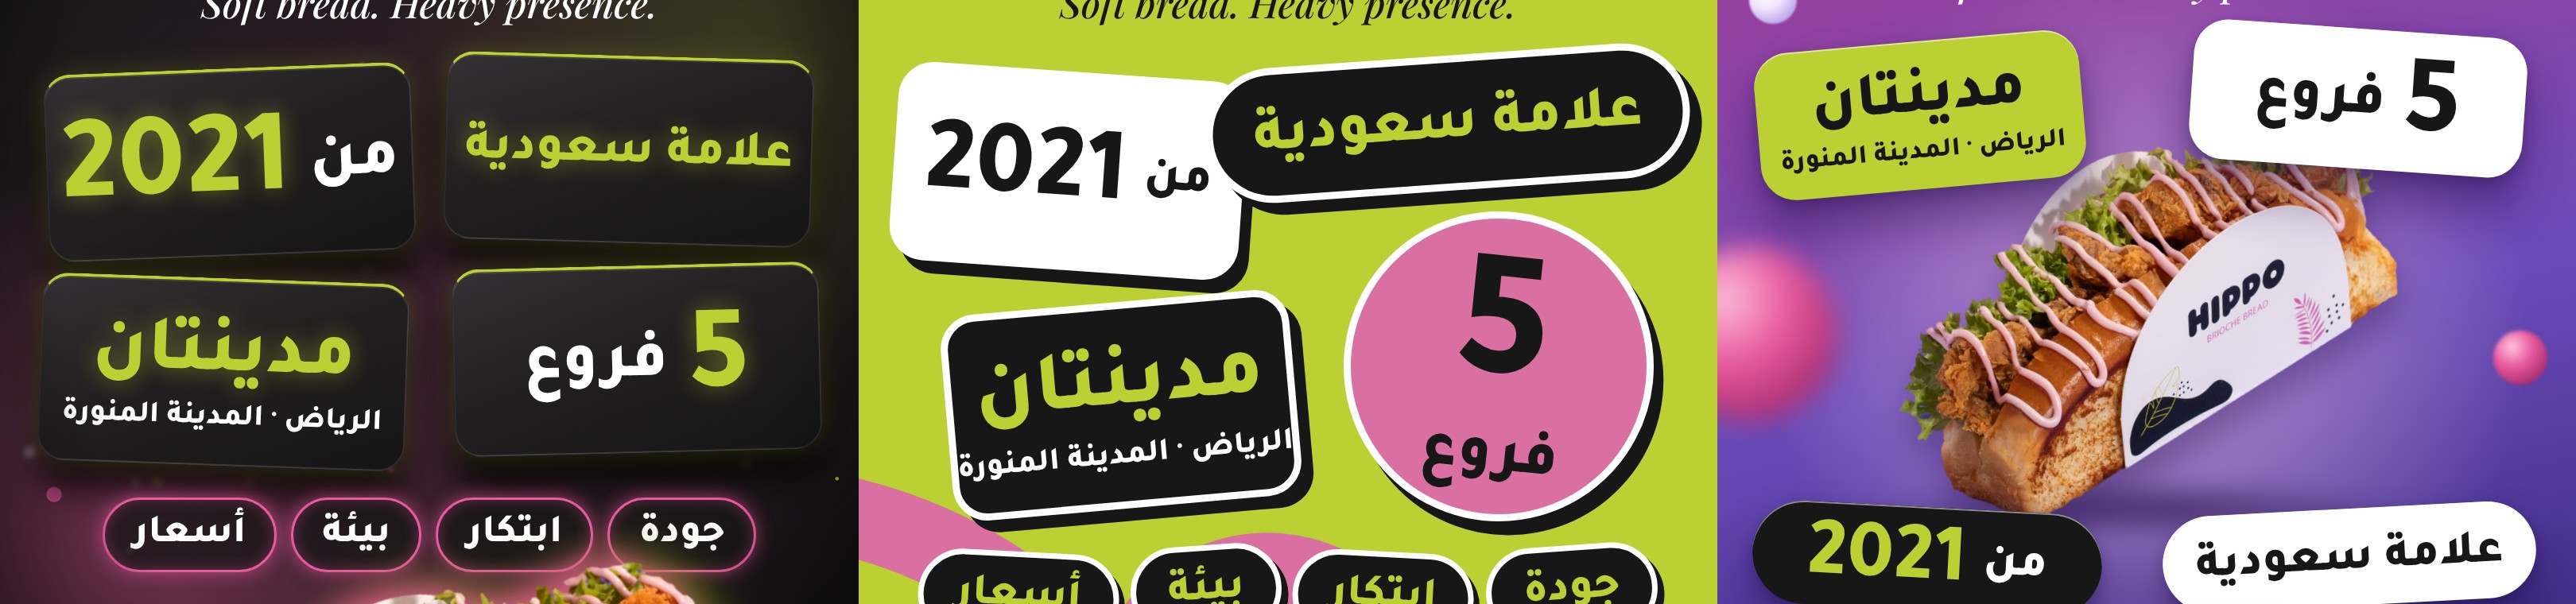 Soft bread. Heavy presence.
علامة سعودية
من 2021
5 فروع
مدينتان
الرياض · المدينة المنورة
جودة
ابتكار
بيئة
أسعار
Soft bread. Heavy presence.
علامة سعودية
من 2021
5
فروع
مدينتان
الرياض · المدينة المنورة
جودة
ابتكار
بيئة
أسعار
5 فروع
مدينتان
الرياض · المدينة المنورة
HIPPO
BRIOCHE BREAD
علامة سعودية
من 2021